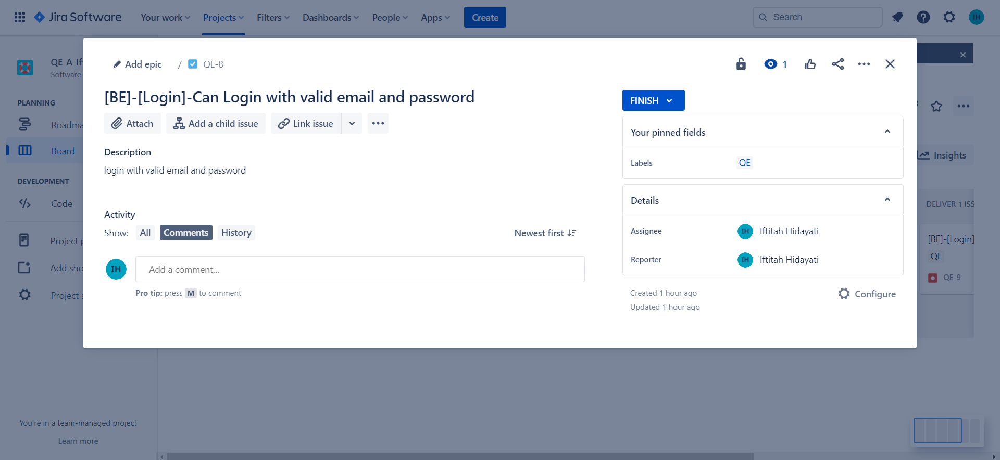 Jira Software
Your work
Projects
Filters
Dashboards
People
Apps
Create
Search
IH
QE_A_Ift
Software
PLANNING
Roadma
Board
DEVELOPMENT
Code
Project p
Add sho
Project s
You're in a team-managed project
Learn more
Add epic / QE-8
1
[BE]-[Login]-Can Login with valid email and password
Attach
Add a child issue
Link issue
Description
login with valid email and password
Activity
Show: All Comments History
Newest first
IH
Add a comment...
Pro tip: press M to comment
FINISH
Your pinned fields
Labels QE
Details
Assignee IH Iftitah Hidayati
Reporter IH Iftitah Hidayati
Created 1 hour ago
Updated 1 hour ago
Configure
Insights
DELIVER 1 ISS
[BE]-[Login]
QE
QE-9